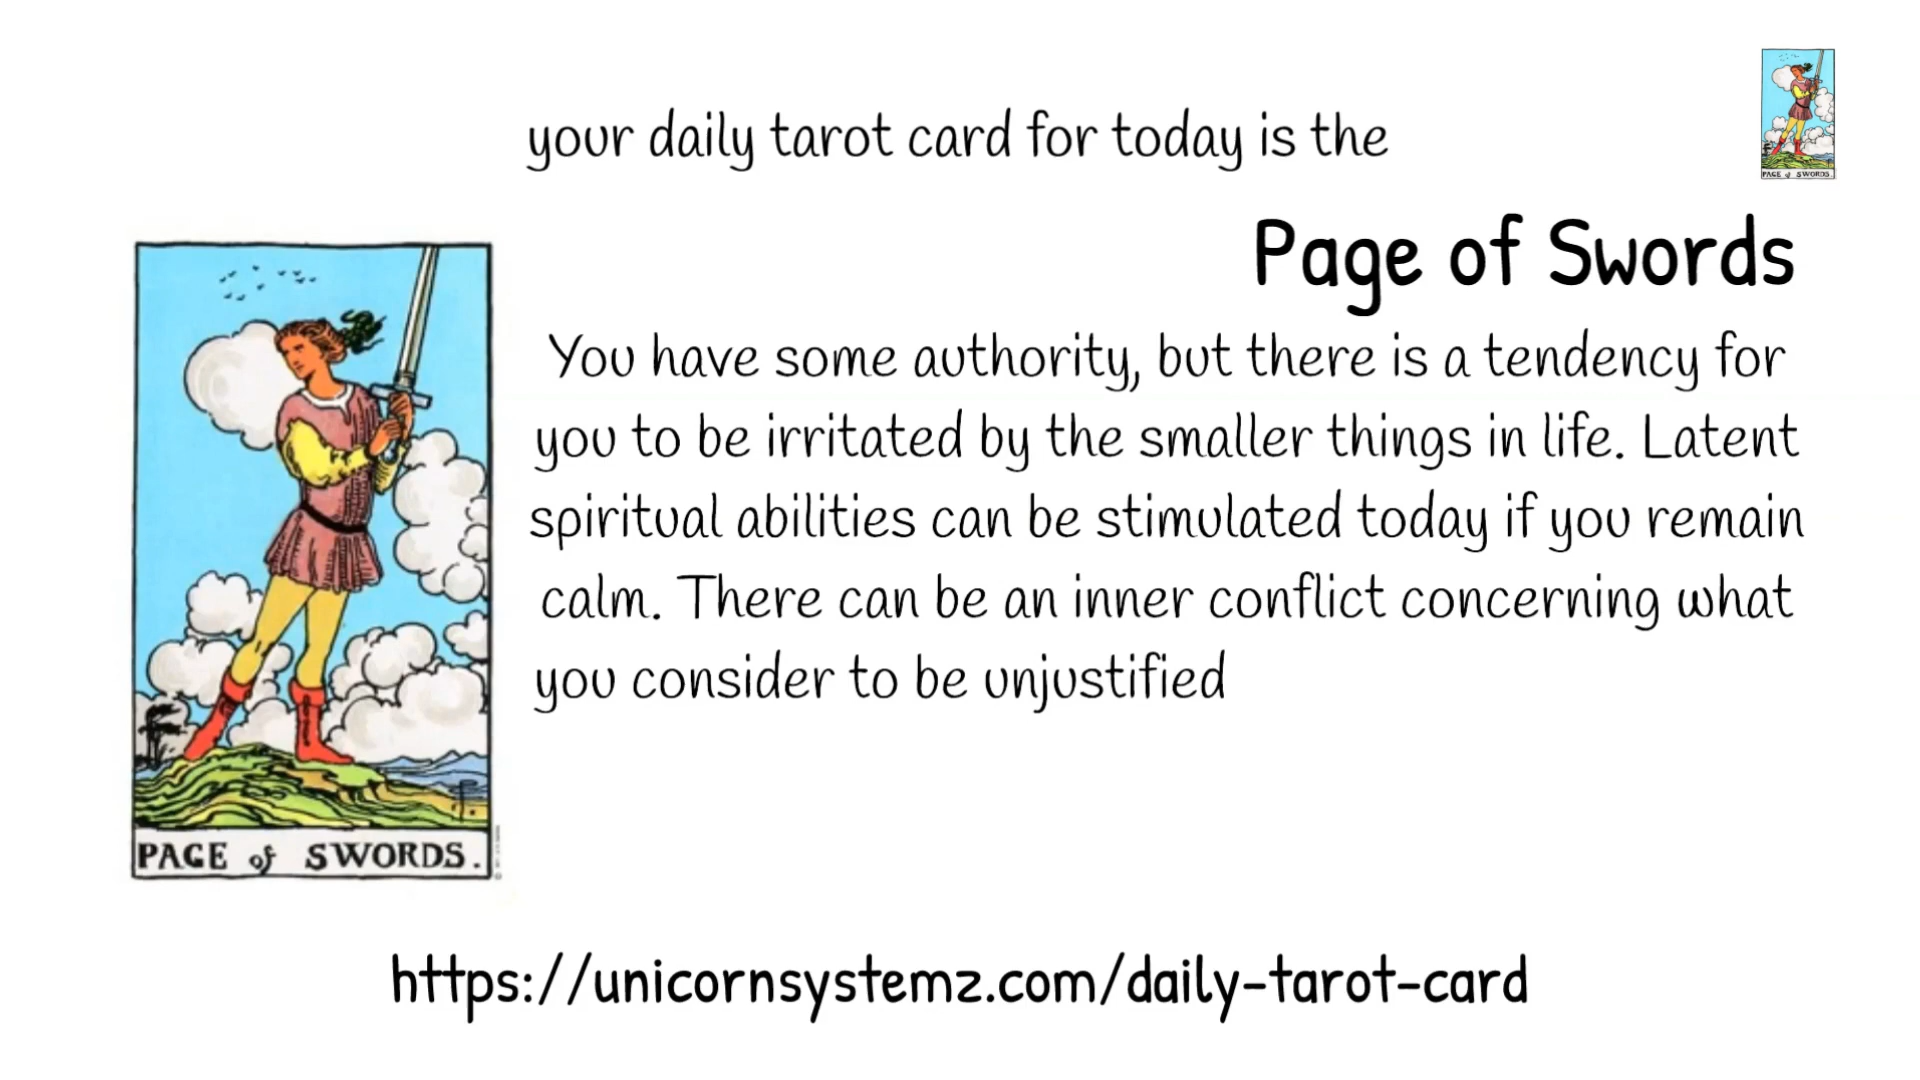 your daily tarot card for today is the
PAGE of SWORDS.
Page of Swords
You have some authority, but there is a tendency for
you to be irritated by the smaller things in life. Latent
spiritual abilities can be stimulated today if you remain
calm. There can be an inner conflict concerning what
you consider to be unjustified
PAGE of SWORDS.
https://unicornsystemz.com/daily-tarot-card